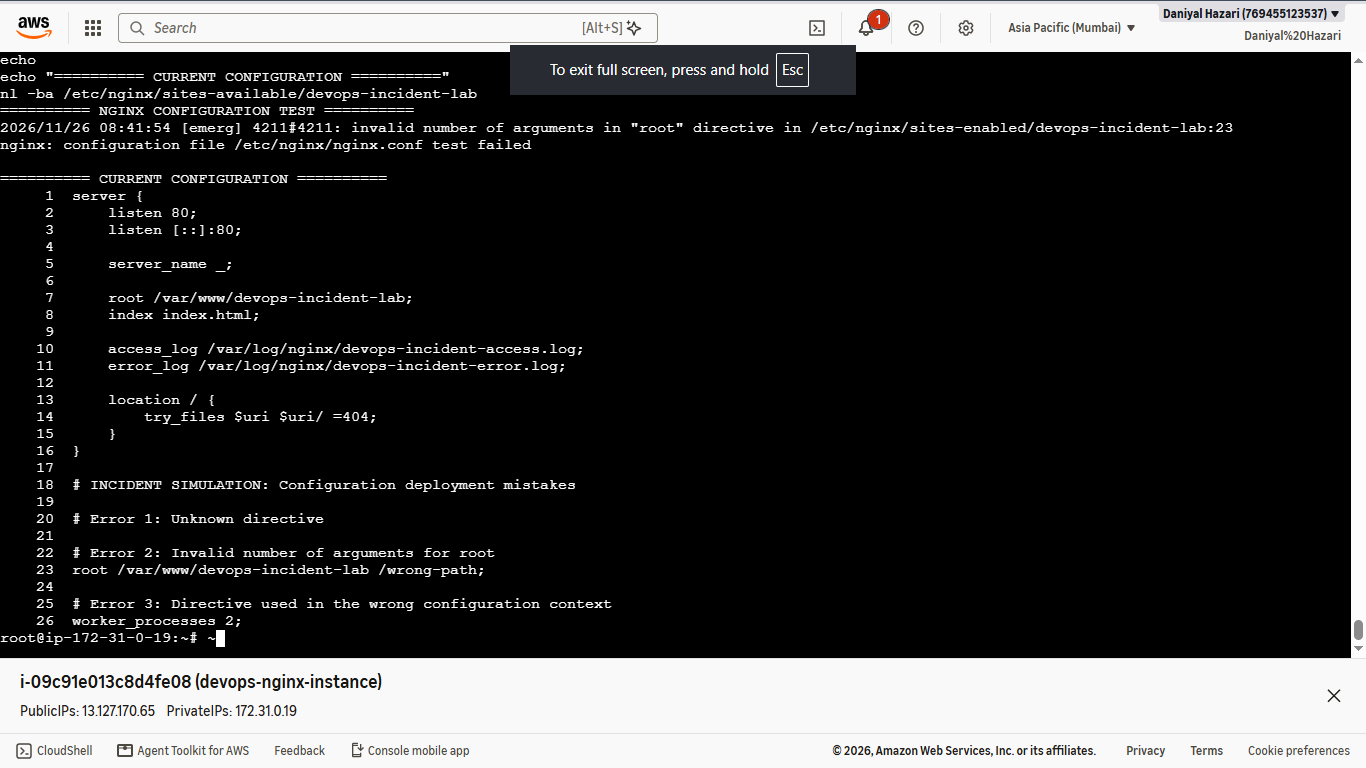 aws
Search
[Alt+S]
1
Asia Pacific (Mumbai)
Daniyal Hazari (769455123537)
Daniyal%20Hazari
To exit full screen, press and hold Esc
echo
echo "========== CURRENT CONFIGURATION =========="
nl -ba /etc/nginx/sites-available/devops-incident-lab
========== NGINX CONFIGURATION TEST ==========
2026/11/26 08:41:54 [emerg] 4211#4211: invalid number of arguments in "root" directive in /etc/nginx/sites-enabled/devops-incident-lab:23
nginx: configuration file /etc/nginx/nginx.conf test failed
========== CURRENT CONFIGURATION ==========
1 server {
2 listen 80;
3 listen [::]:80;
4
5 server_name _;
6
7 root /var/www/devops-incident-lab;
8 index index.html;
9
10 access_log /var/log/nginx/devops-incident-access.log;
11 error_log /var/log/nginx/devops-incident-error.log;
12
13 location / {
14 try_files $uri $uri/ =404;
15 }
16 }
17
18 # INCIDENT SIMULATION: Configuration deployment mistakes
19
20 # Error 1: Unknown directive
21
22 # Error 2: Invalid number of arguments for root
23 root /var/www/devops-incident-lab /wrong-path;
24
25 # Error 3: Directive used in the wrong configuration context
26 worker_processes 2;
root@ip-172-31-0-19:~# ~
i-09c91e013c8d4fe08 (devops-nginx-instance)
PublicIPs: 13.127.170.65 PrivateIPs: 172.31.0.19
CloudShell Agent Toolkit for AWS Feedback Console mobile app © 2026, Amazon Web Services, Inc. or its affiliates. Privacy Terms Cookie preferences